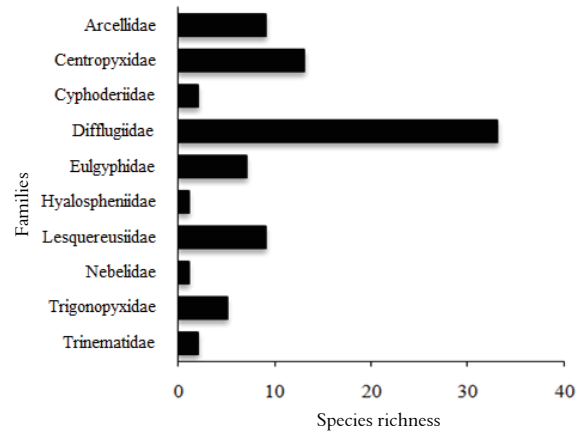 Arcellidae
Centropyxidae
Cyphoderiidae
Difflugiidae
Eulgyphidae
Hyalospheniidae
Lesquereusiidae
Nebelidae
Trigonopyxidae
Trinematidae
Families
0 10 20 30 40
Species richness